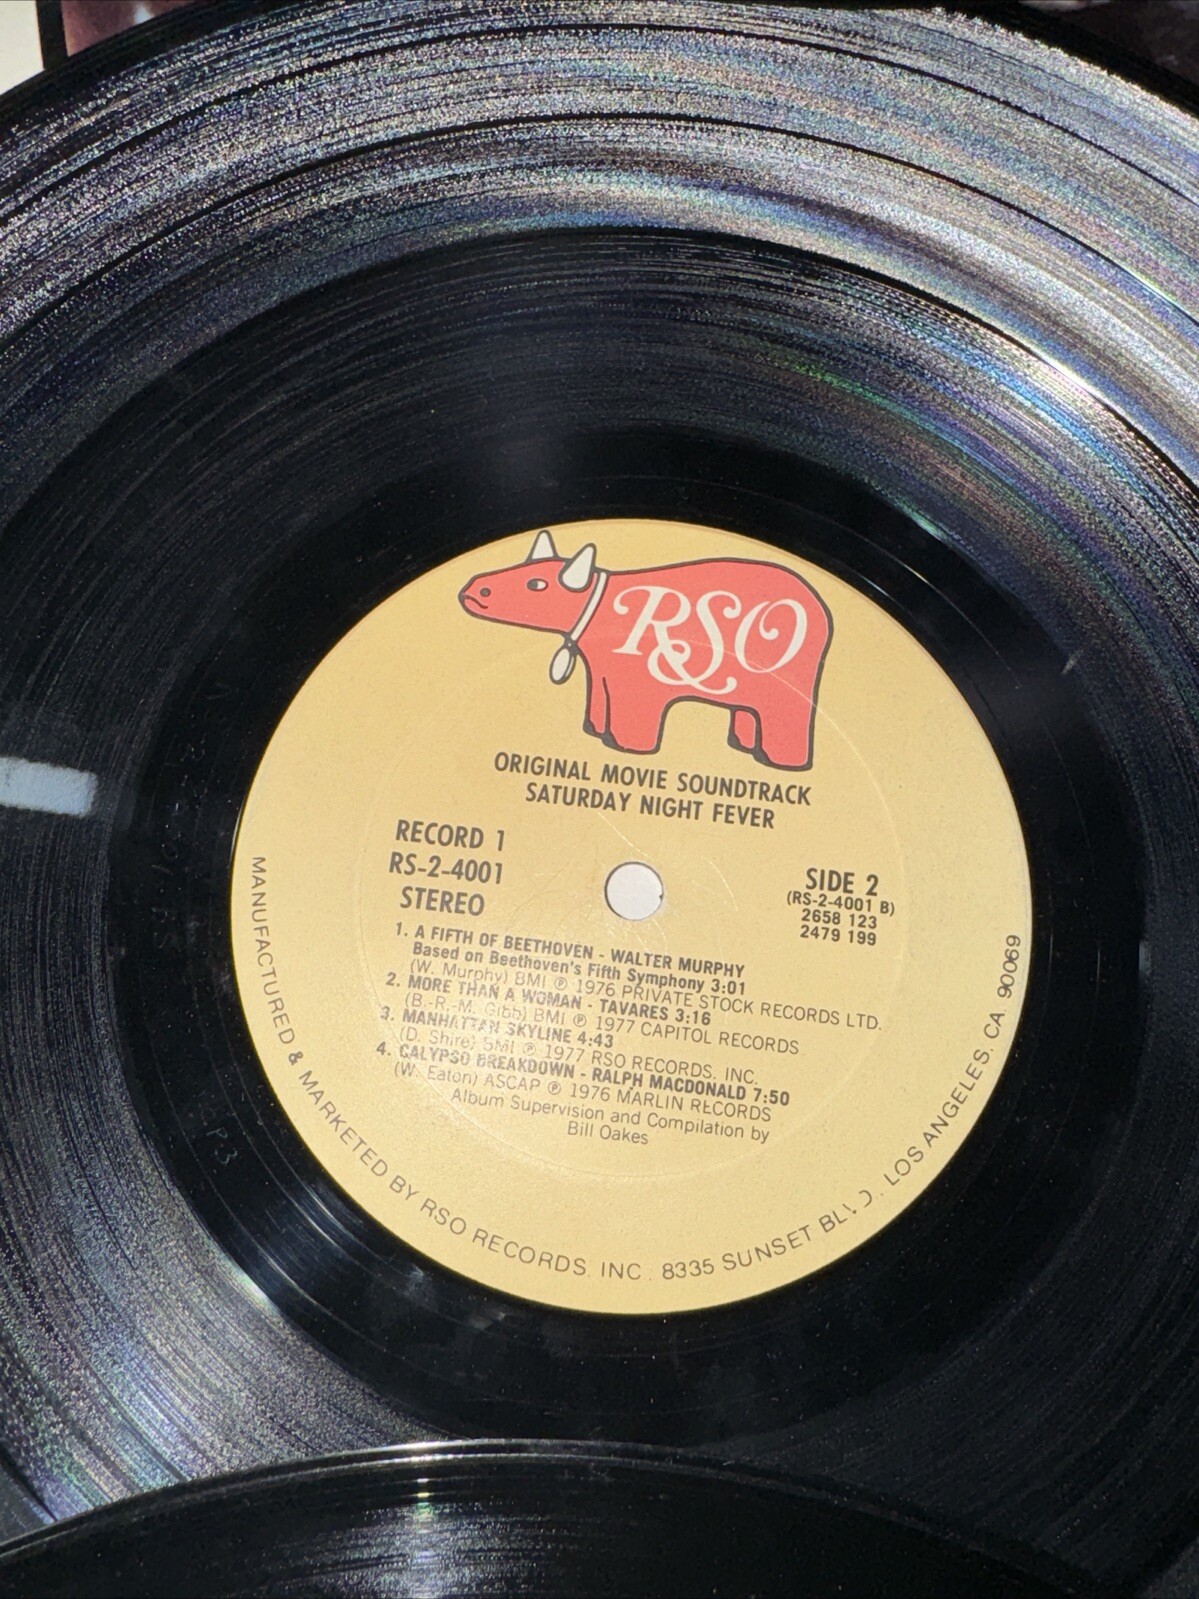 RSO
ORIGINAL MOVIE SOUNDTRACK
SATURDAY NIGHT FEVER
RECORD 1
RS-2-4001
STEREO
SIDE 2
(RS-2-4001 B)
2658 123
2479 199
1. A FIFTH OF BEETHOVEN - WALTER MURPHY
Based on Beethoven's Fifth Symphony 3:01
(W. Murphy) BMI ℗ 1976 PRIVATE STOCK RECORDS LTD.
2. MORE THAN A WOMAN - TAVARES 3:16
(B.-R.-M. Gibb) BMI ℗ 1977 CAPITOL RECORDS
3. MANHATTAN SKYLINE 4:43
(D. Shire) BMI ℗ 1977 RSO RECORDS. INC.
4. CALYPSO BREAKDOWN - RALPH MACDONALD 7:50
(W. Eaton) ASCAP ℗ 1976 MARLIN RECORDS
Album Supervision and Compilation by
Bill Oakes
MANUFACTURED & MARKETED BY RSO RECORDS, INC. 8335 SUNSET BLVD., LOS ANGELES, CA 90069
P3